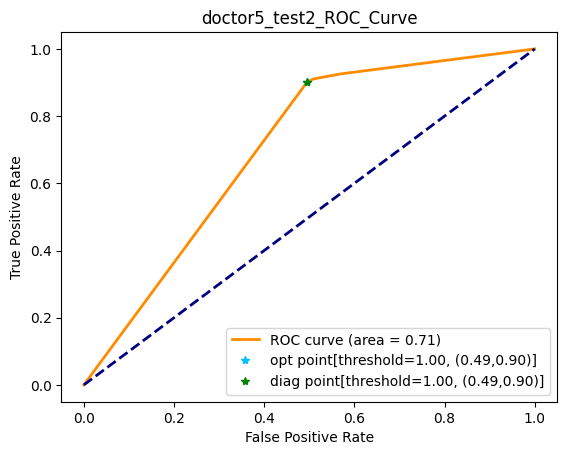 doctor5_test2_ROC_Curve
1.0
0.8
0.6
0.4
0.2
0.0
True Positive Rate
ROC curve (area = 0.71)
opt point[threshold=1.00, (0.49,0.90)]
diag point[threshold=1.00, (0.49,0.90)]
0.0 0.2 0.4 0.6 0.8 1.0
False Positive Rate